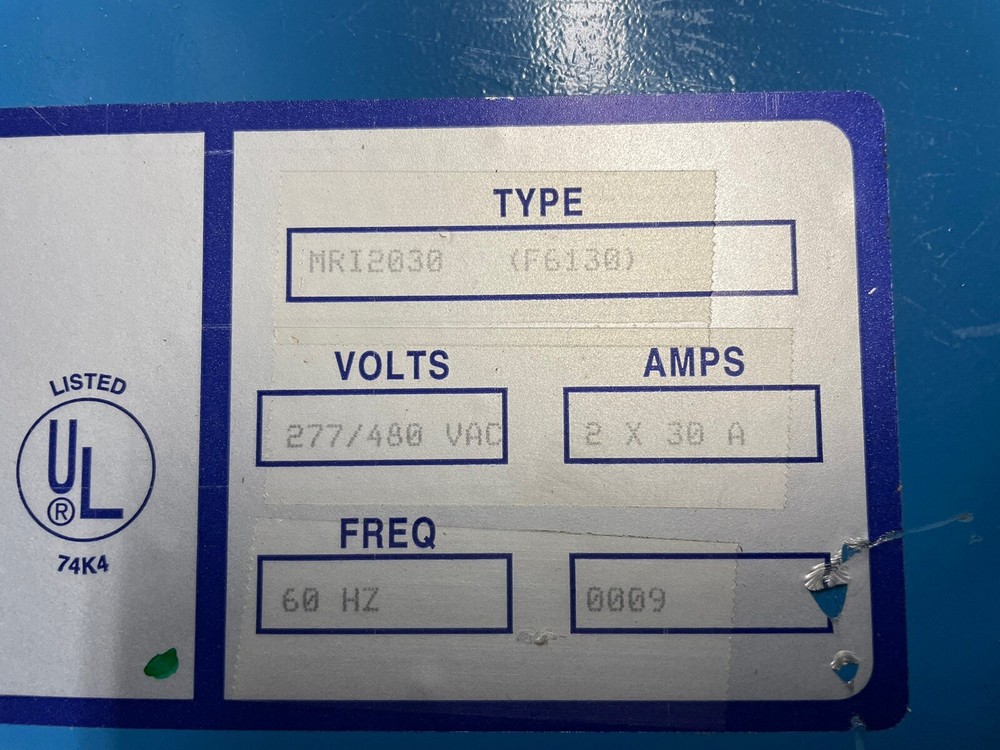 TYPE
MRI2030 (F6130)
VOLTS AMPS
277/480 VAC 2 X 30 A
LISTED
UL
®
74K4
FREQ
60 HZ 0009